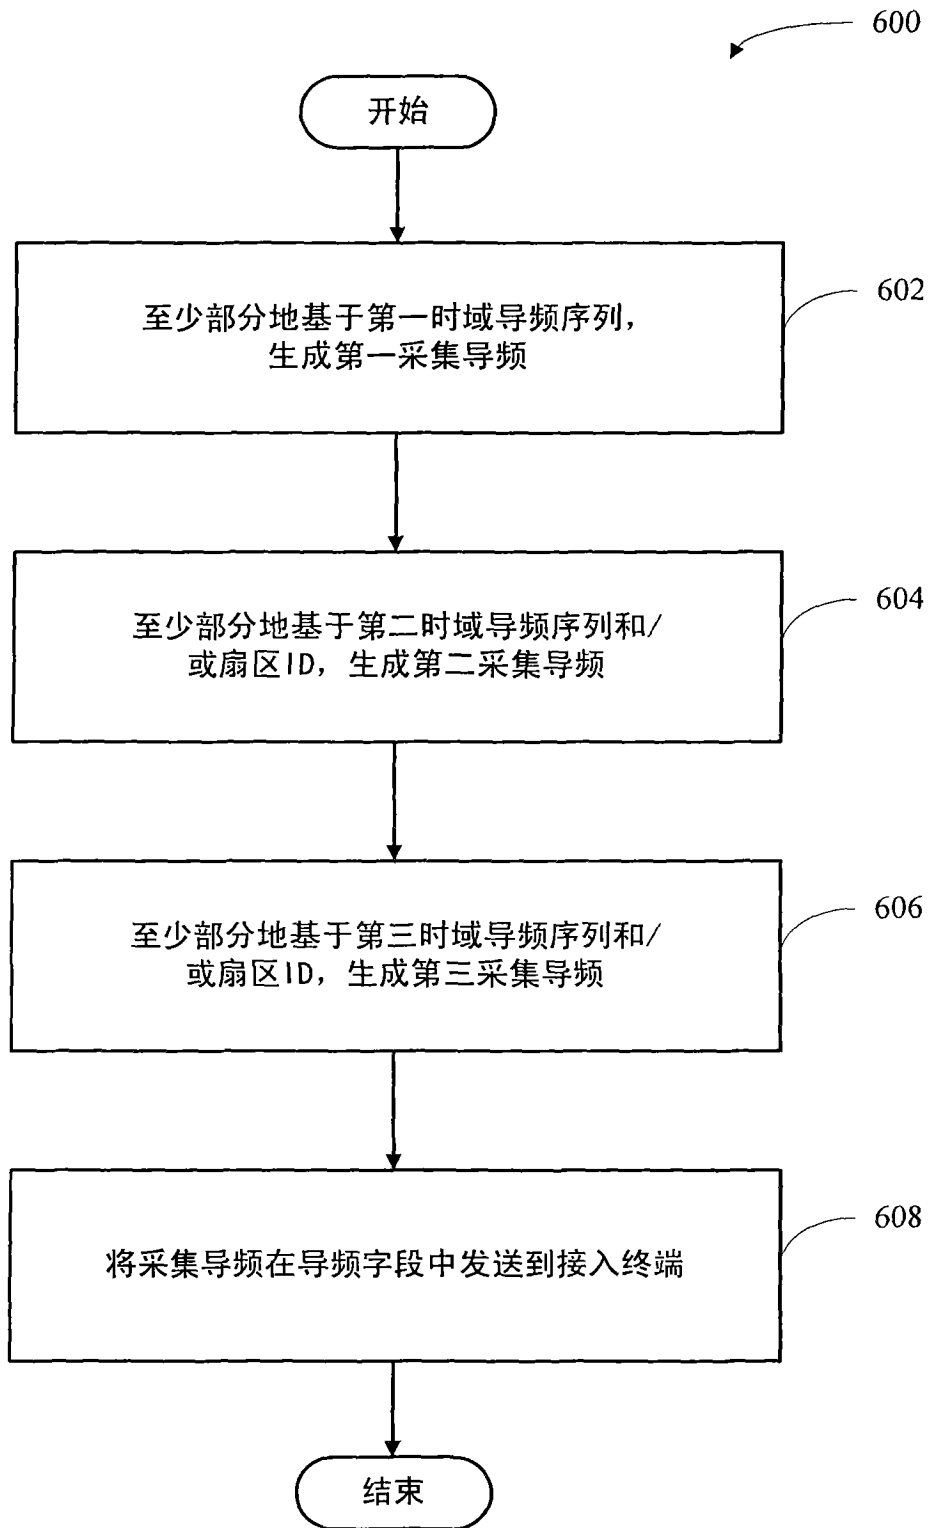 600
开始
至少部分地基于第一时域导频序列,
生成第一采集导频
602
至少部分地基于第二时域导频序列和/
或扇区ID, 生成第二采集导频
604
至少部分地基于第三时域导频序列和/
或扇区ID, 生成第三采集导频
606
将采集导频在导频字段中发送到接入终端
608
结束